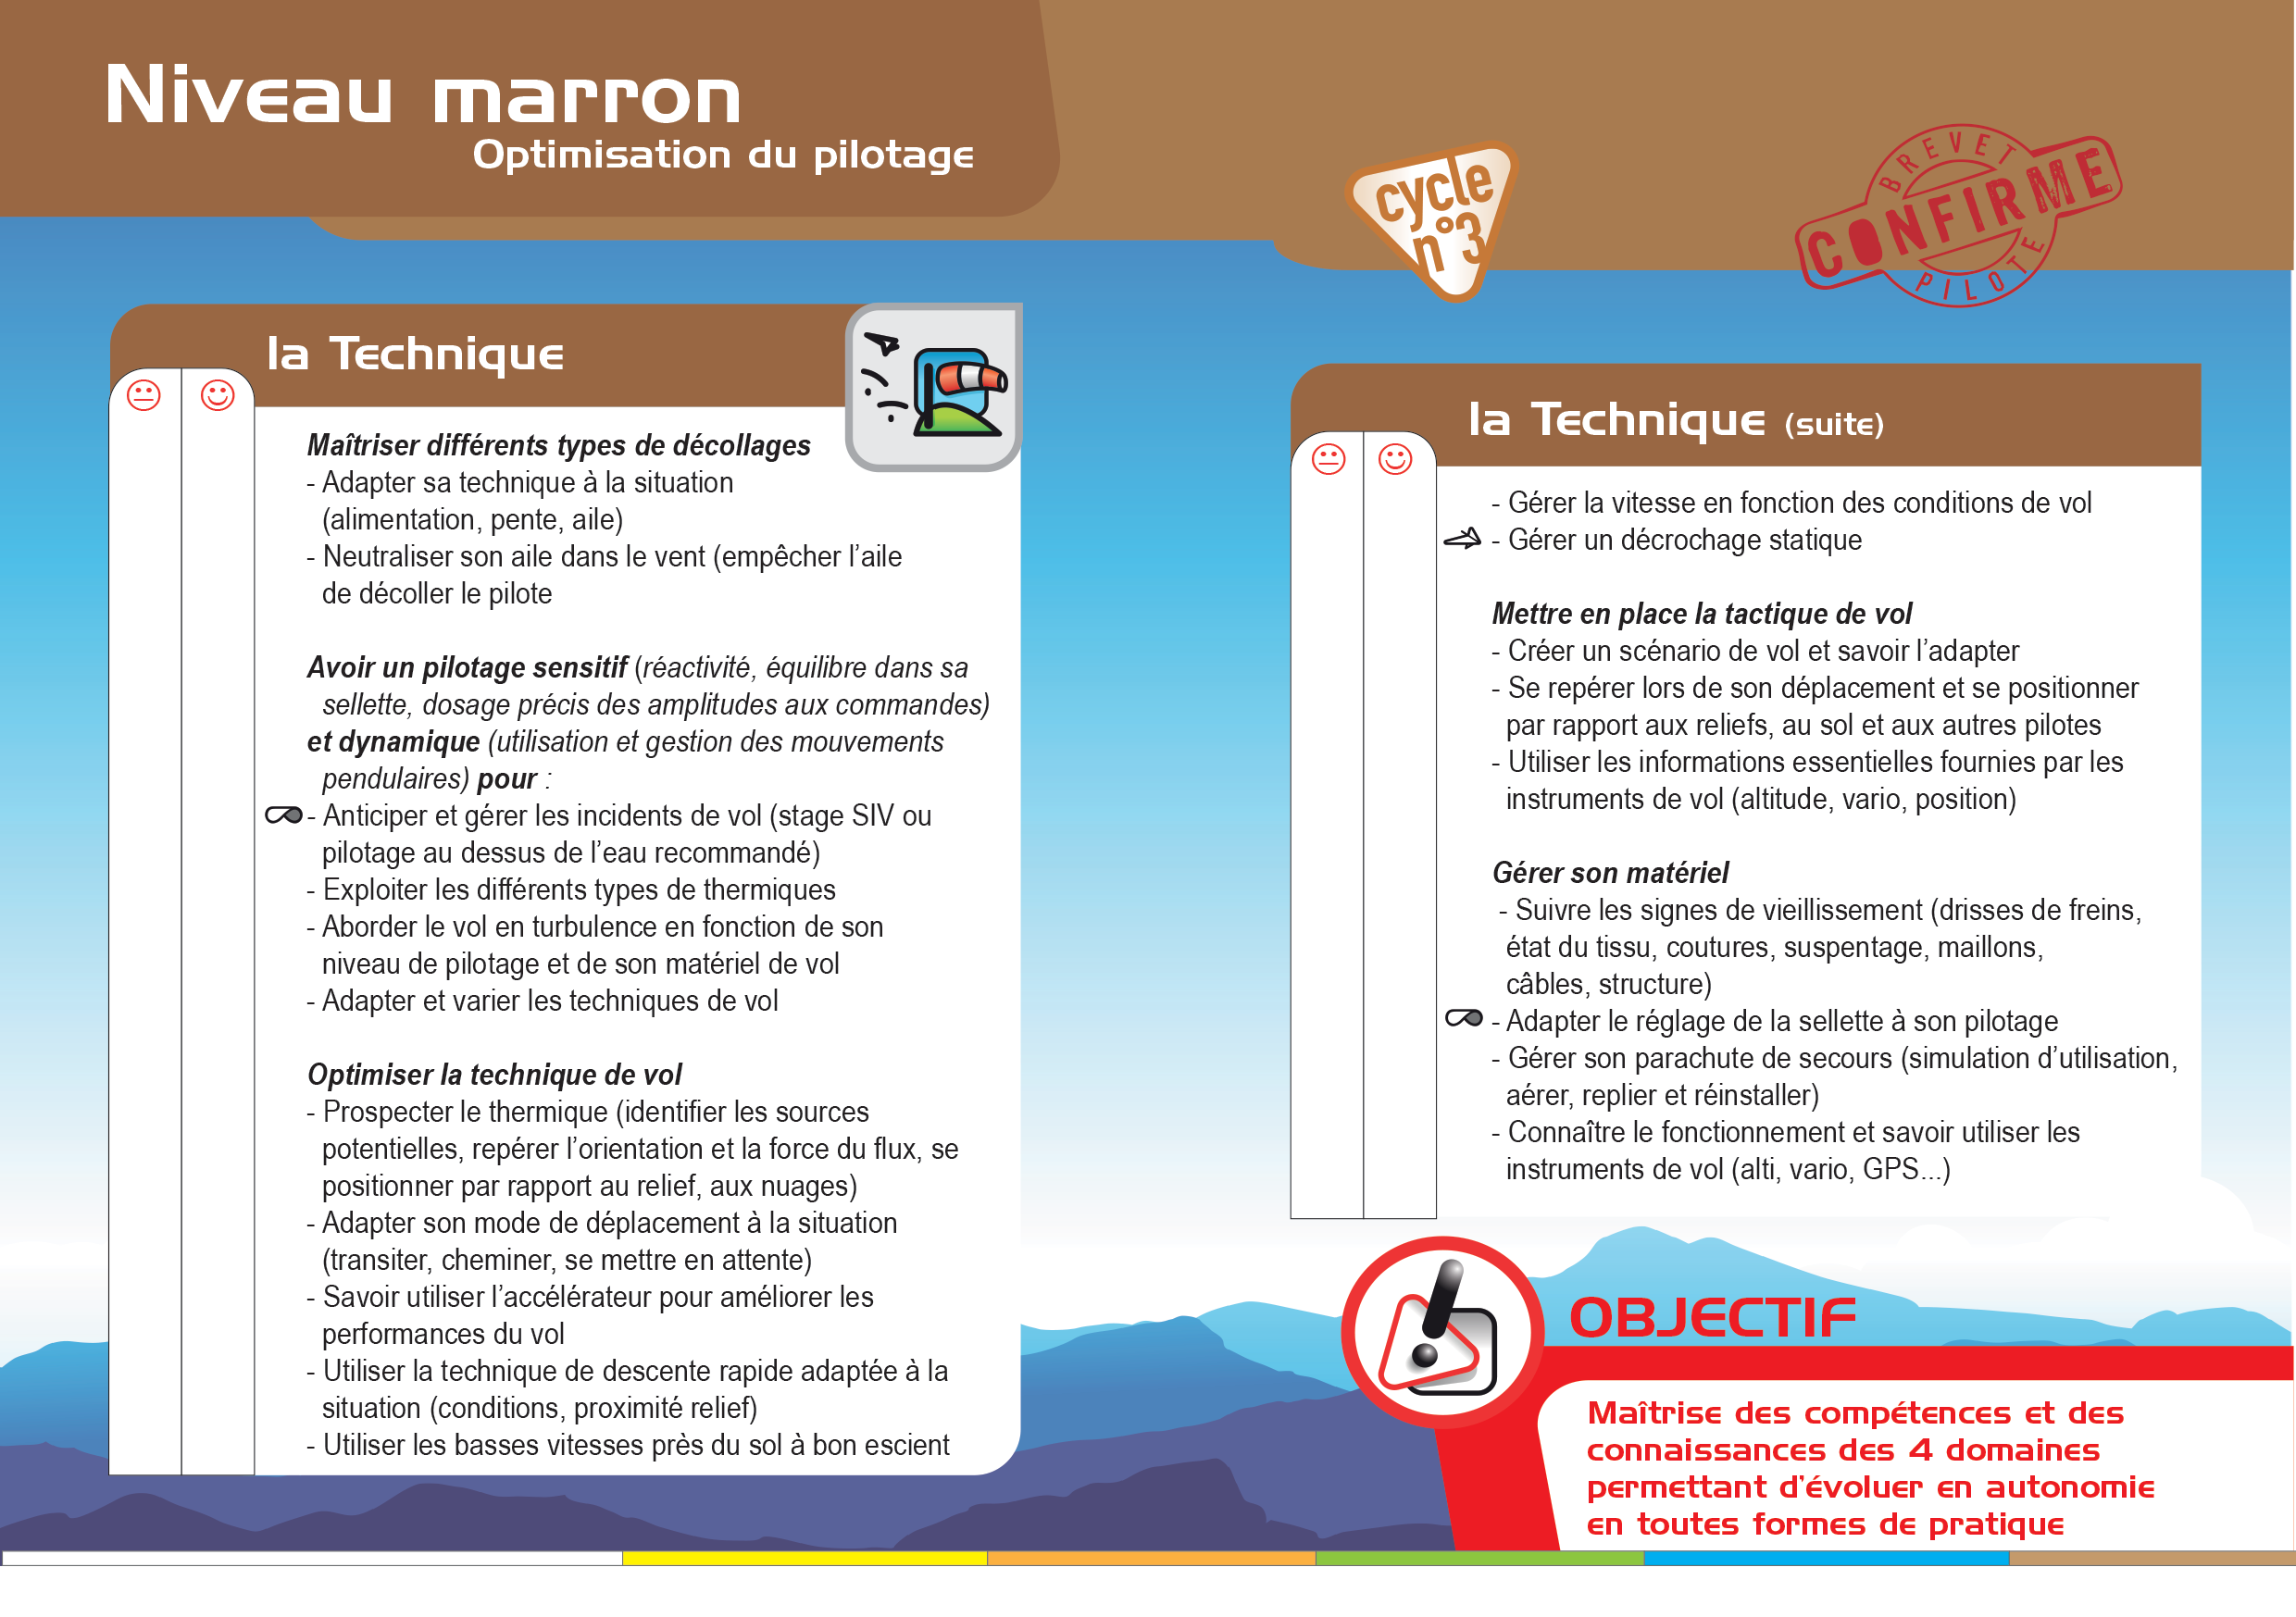 Niveau marron
Optimisation du pilotage
cycle
n°3
BREVET
CONFIRME
PILOTE
la Technique
Maîtriser différents types de décollages
- Adapter sa technique à la situation
(alimentation, pente, aile)
- Neutraliser son aile dans le vent (empêcher l’aile
de décoller le pilote
Avoir un pilotage sensitif (réactivité, équilibre dans sa
sellette, dosage précis des amplitudes aux commandes)
et dynamique (utilisation et gestion des mouvements
pendulaires) pour :
- Anticiper et gérer les incidents de vol (stage SIV ou
pilotage au dessus de l’eau recommandé)
- Exploiter les différents types de thermiques
- Aborder le vol en turbulence en fonction de son
niveau de pilotage et de son matériel de vol
- Adapter et varier les techniques de vol
Optimiser la technique de vol
- Prospecter le thermique (identifier les sources
potentielles, repérer l’orientation et la force du flux, se
positionner par rapport au relief, aux nuages)
- Adapter son mode de déplacement à la situation
(transiter, cheminer, se mettre en attente)
- Savoir utiliser l’accélérateur pour améliorer les
performances du vol
- Utiliser la technique de descente rapide adaptée à la
situation (conditions, proximité relief)
- Utiliser les basses vitesses près du sol à bon escient
la Technique (suite)
- Gérer la vitesse en fonction des conditions de vol
- Gérer un décrochage statique
Mettre en place la tactique de vol
- Créer un scénario de vol et savoir l’adapter
- Se repérer lors de son déplacement et se positionner
par rapport aux reliefs, au sol et aux autres pilotes
- Utiliser les informations essentielles fournies par les
instruments de vol (altitude, vario, position)
Gérer son matériel
- Suivre les signes de vieillissement (drisses de freins,
état du tissu, coutures, suspentage, maillons,
câbles, structure)
- Adapter le réglage de la sellette à son pilotage
- Gérer son parachute de secours (simulation d’utilisation,
aérer, replier et réinstaller)
- Connaître le fonctionnement et savoir utiliser les
instruments de vol (alti, vario, GPS...)
OBJECTIF
Maîtrise des compétences et des
connaissances des 4 domaines
permettant d’évoluer en autonomie
en toutes formes de pratique